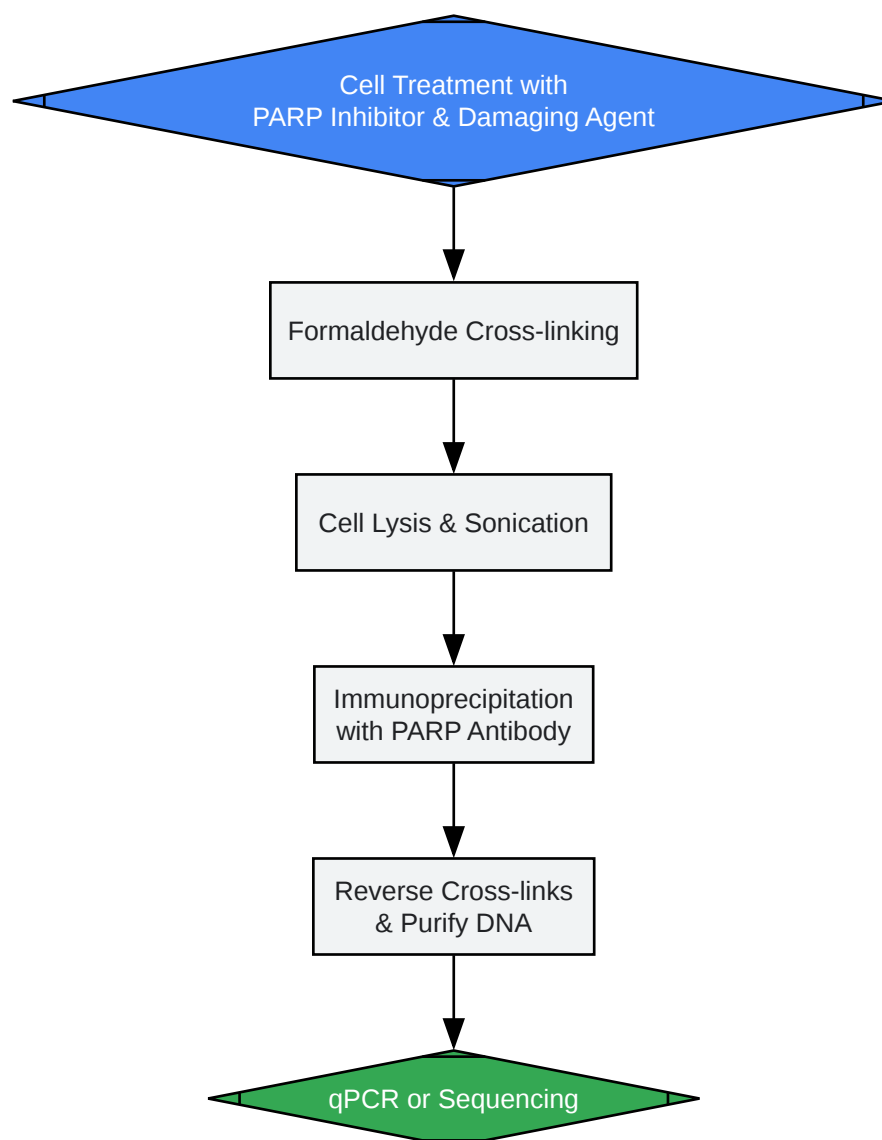 Cell Treatment with
PARP Inhibitor & Damaging Agent
Formaldehyde Cross-linking
Cell Lysis & Sonication
Immunoprecipitation
with PARP Antibody
Reverse Cross-links
& Purify DNA
qPCR or Sequencing